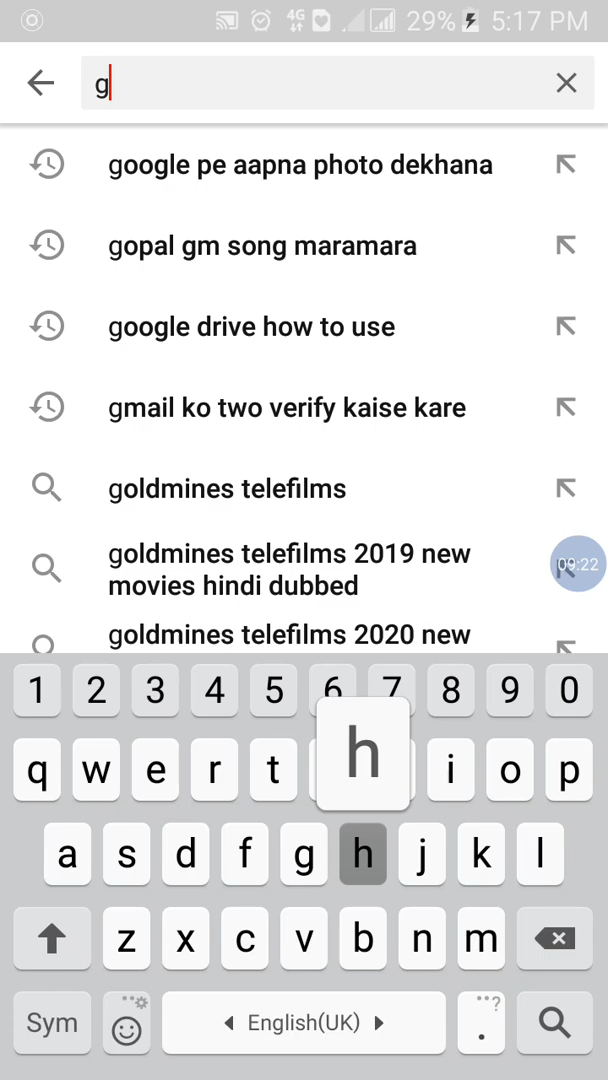 4G 29% 5:17 PM
g
google pe aapna photo dekhana
gopal gm song maramara
google drive how to use
gmail ko two verify kaise kare
goldmines telefilms
goldmines telefilms 2019 new
movies hindi dubbed
09:22
goldmines telefilms 2020 new
1 2 3 4 5 6 7 8 9 0
h
q w e r t i o p
a s d f g h j k l
z x c v b n m
Sym English(UK) . ?